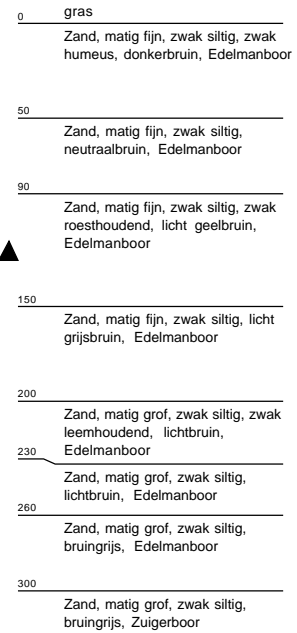 gras
0
Zand, matig fijn, zwak siltig, zwak
humeus, donkerbruin, Edelmanboor
50
Zand, matig fijn, zwak siltig,
neutraalbruin, Edelmanboor
90
Zand, matig fijn, zwak siltig, zwak
roesthoudend, licht geelbruin,
Edelmanboor
150
Zand, matig fijn, zwak siltig, licht
grijsbruin, Edelmanboor
200
Zand, matig grof, zwak siltig, zwak
leemhoudend, lichtbruin,
Edelmanboor
230
Zand, matig grof, zwak siltig,
lichtbruin, Edelmanboor
260
Zand, matig grof, zwak siltig,
bruingrijs, Edelmanboor
300
Zand, matig grof, zwak siltig,
bruingrijs, Zuigerboor